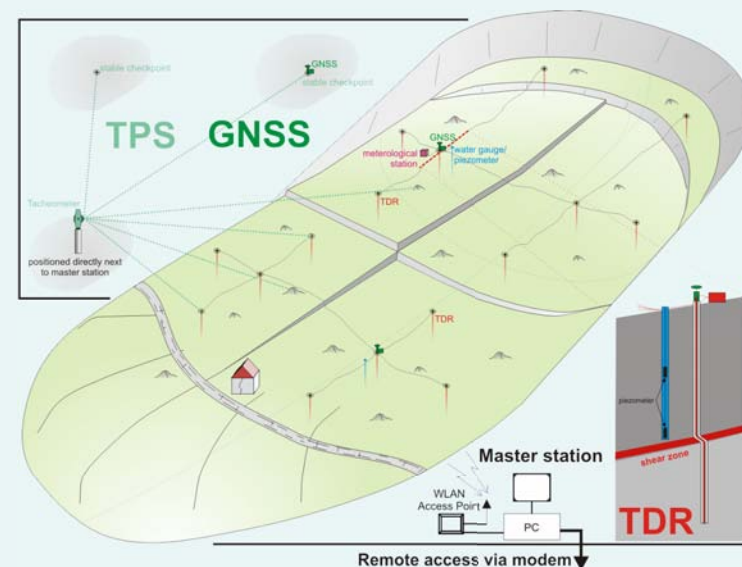 stable checkpoint
GNSS
stable checkpoint
TPS
GNSS
GNSS
meterological
station
water gauge/
piezometer
TDR
Tacheometer
positioned directly next
to master station
TDR
piezometer
shear zone
Master station
WLAN
Access Point
PC
TDR
Remote access via modem